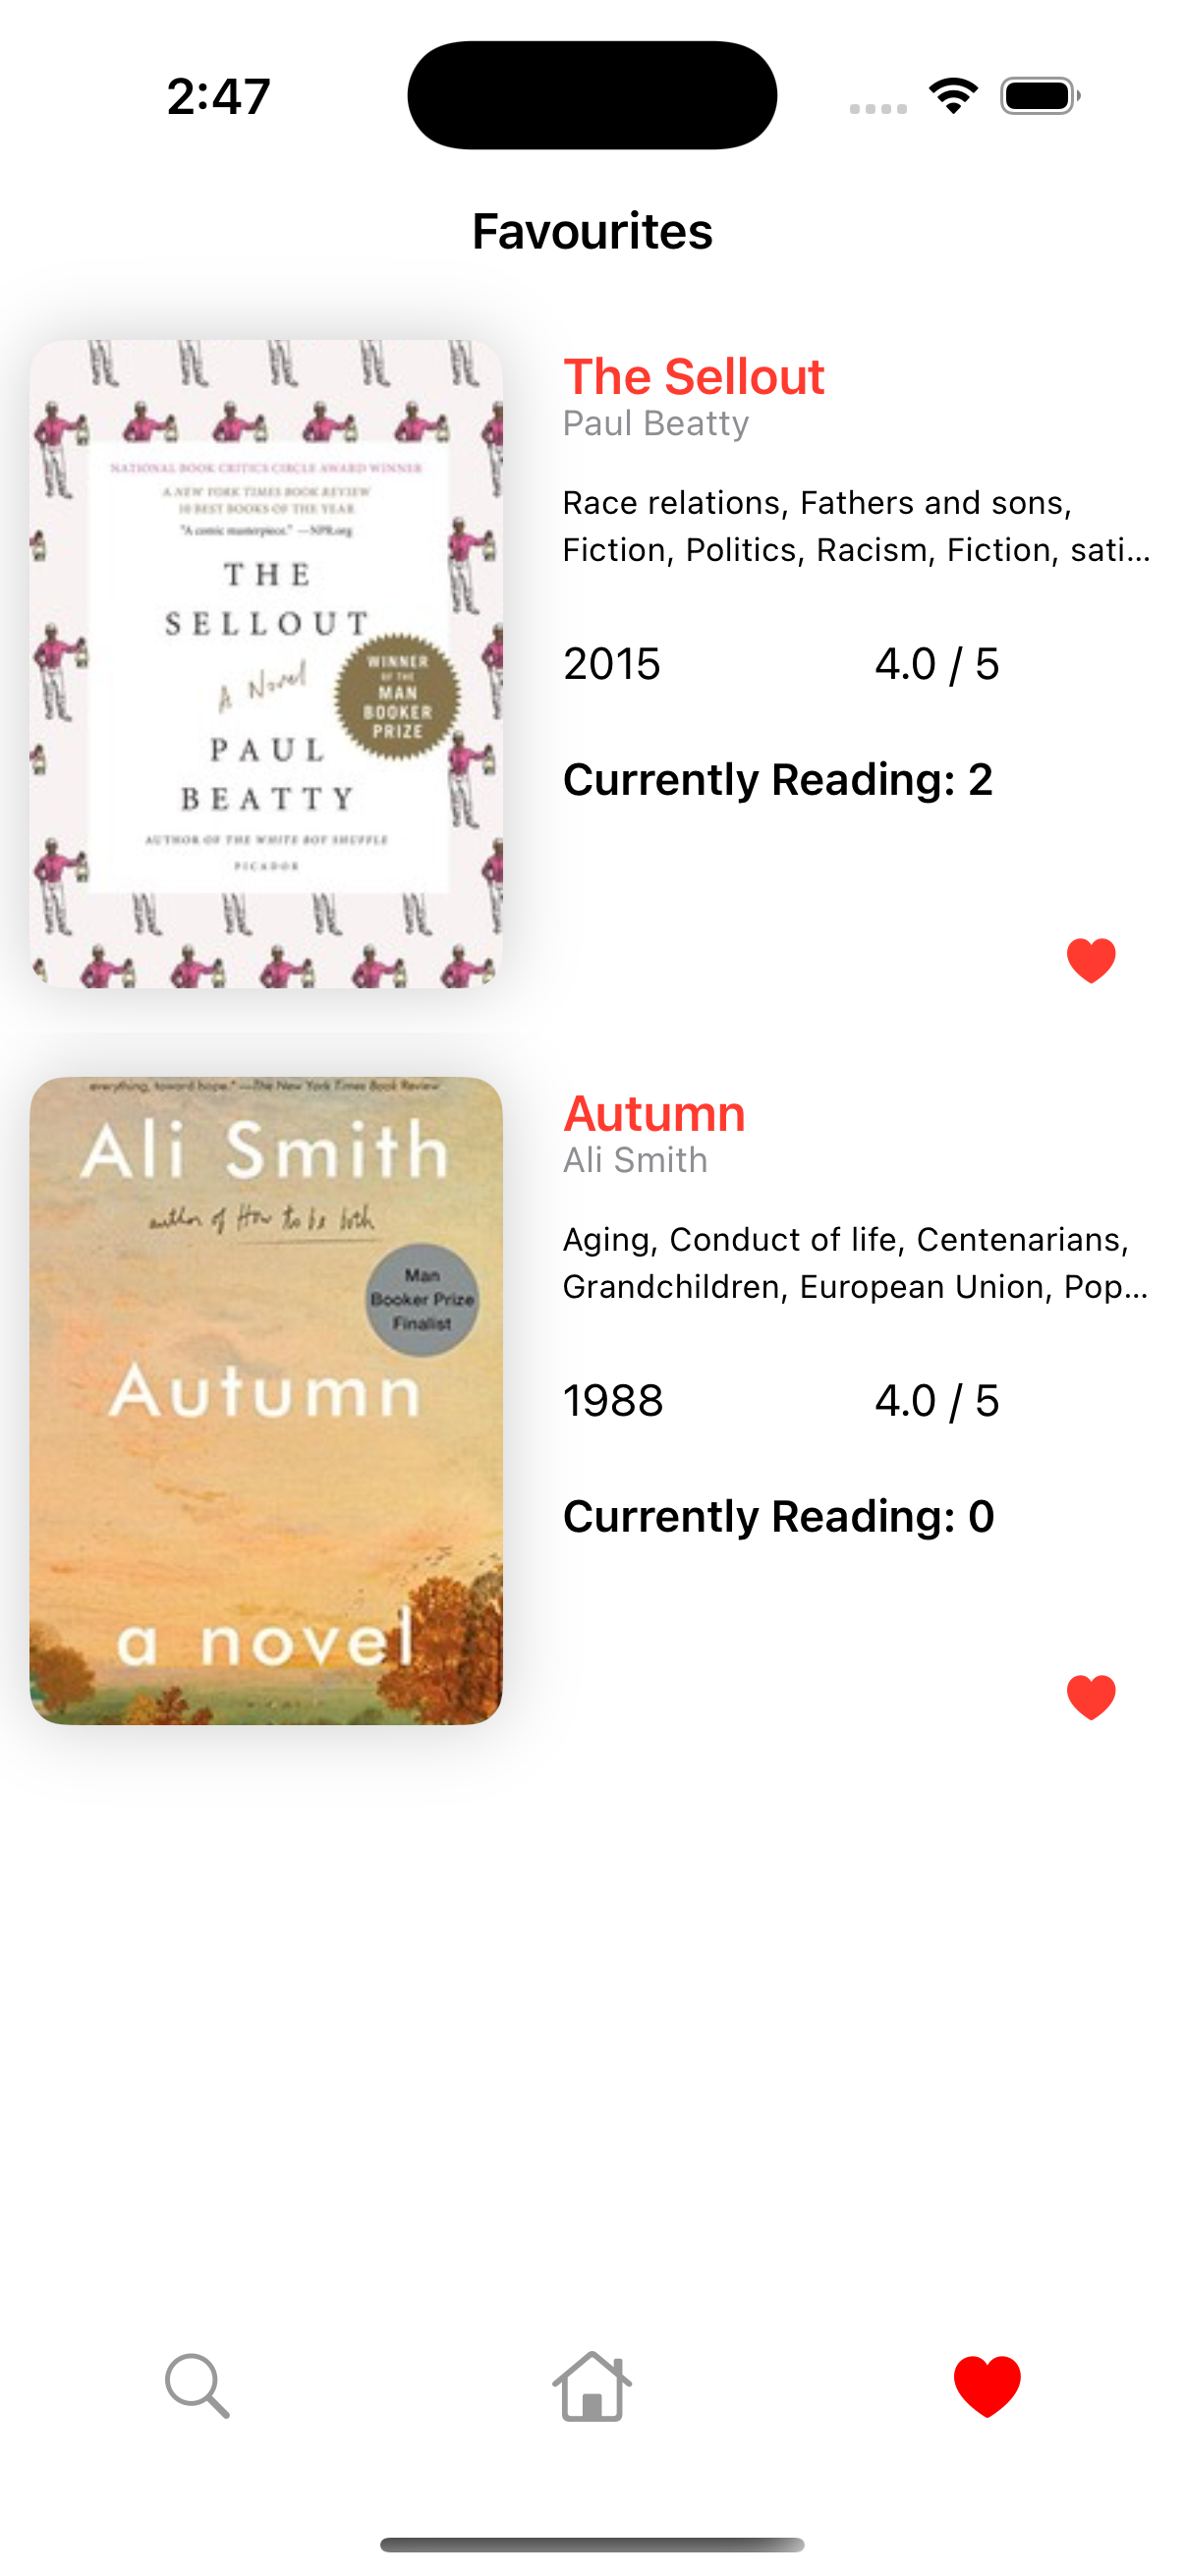 2:47
Favourites
NATIONAL BOOK CRITICS CIRCLE AWARD WINNER
A NEW YORK TIMES BOOK REVIEW
10 BEST BOOKS OF THE YEAR
"A comic masterpiece." —NPR.org
THE
SELLOUT
A Novel
WINNER
OF THE
MAN
BOOKER
PRIZE
PAUL
BEATTY
AUTHOR OF THE WHITE BOY SHUFFLE
PICADOR
The Sellout
Paul Beatty
Race relations, Fathers and sons,
Fiction, Politics, Racism, Fiction, sati...
2015 4.0 / 5
Currently Reading: 2
everything, toward hope." —The New York Times Book Review
Ali Smith
author of How to be both
Man
Booker Prize
Finalist
Autumn
a novel
Autumn
Ali Smith
Aging, Conduct of life, Centenarians,
Grandchildren, European Union, Pop...
1988 4.0 / 5
Currently Reading: 0